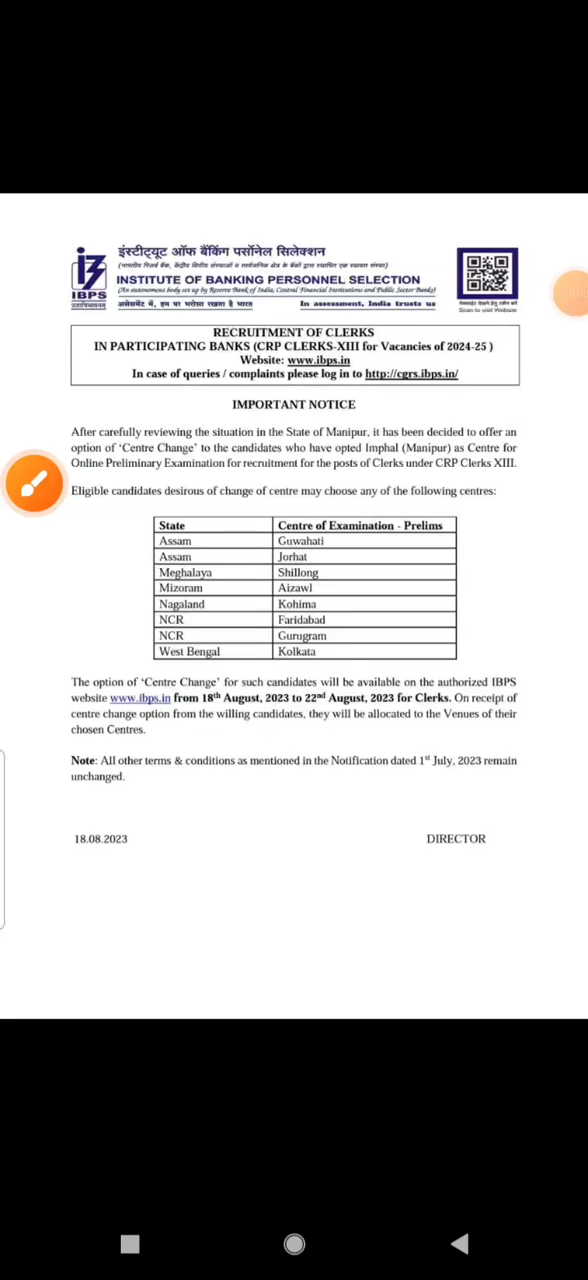 इंस्टीट्यूट ऑफ बैंकिंग पर्सोनेल सिलेक्शन
(भारतीय रिज़र्व बैंक, केंद्रीय वित्तीय संस्थाओं व सार्वजनिक क्षेत्र के बैंकों द्वारा स्थापित एक स्वायत्त संस्था)
INSTITUTE OF BANKING PERSONNEL SELECTION
(An autonomous body set up by Reserve Bank of India, Central Financial Institutions and Public Sector Banks)
IBPS
असेसमेंट में, हम पर भरोसा रखता है भारत In assessment, India trusts us
Scan to visit Website
RECRUITMENT OF CLERKS
IN PARTICIPATING BANKS (CRP CLERKS-XIII for Vacancies of 2024-25 )
Website: www.ibps.in
In case of queries / complaints please log in to http://cgrs.ibps.in/
IMPORTANT NOTICE
After carefully reviewing the situation in the State of Manipur, it has been decided to offer an
option of ‘Centre Change’ to the candidates who have opted Imphal (Manipur) as Centre for
Online Preliminary Examination for recruitment for the posts of Clerks under CRP Clerks XIII.
Eligible candidates desirous of change of centre may choose any of the following centres:
State Centre of Examination - Prelims
Assam Guwahati
Assam Jorhat
Meghalaya Shillong
Mizoram Aizawl
Nagaland Kohima
NCR Faridabad
NCR Gurugram
West Bengal Kolkata
The option of ‘Centre Change’ for such candidates will be available on the authorized IBPS
website www.ibps.in from 18th August, 2023 to 22nd August, 2023 for Clerks. On receipt of
centre change option from the willing candidates, they will be allocated to the Venues of their
chosen Centres.
Note: All other terms & conditions as mentioned in the Notification dated 1st July, 2023 remain
unchanged.
18.08.2023 DIRECTOR